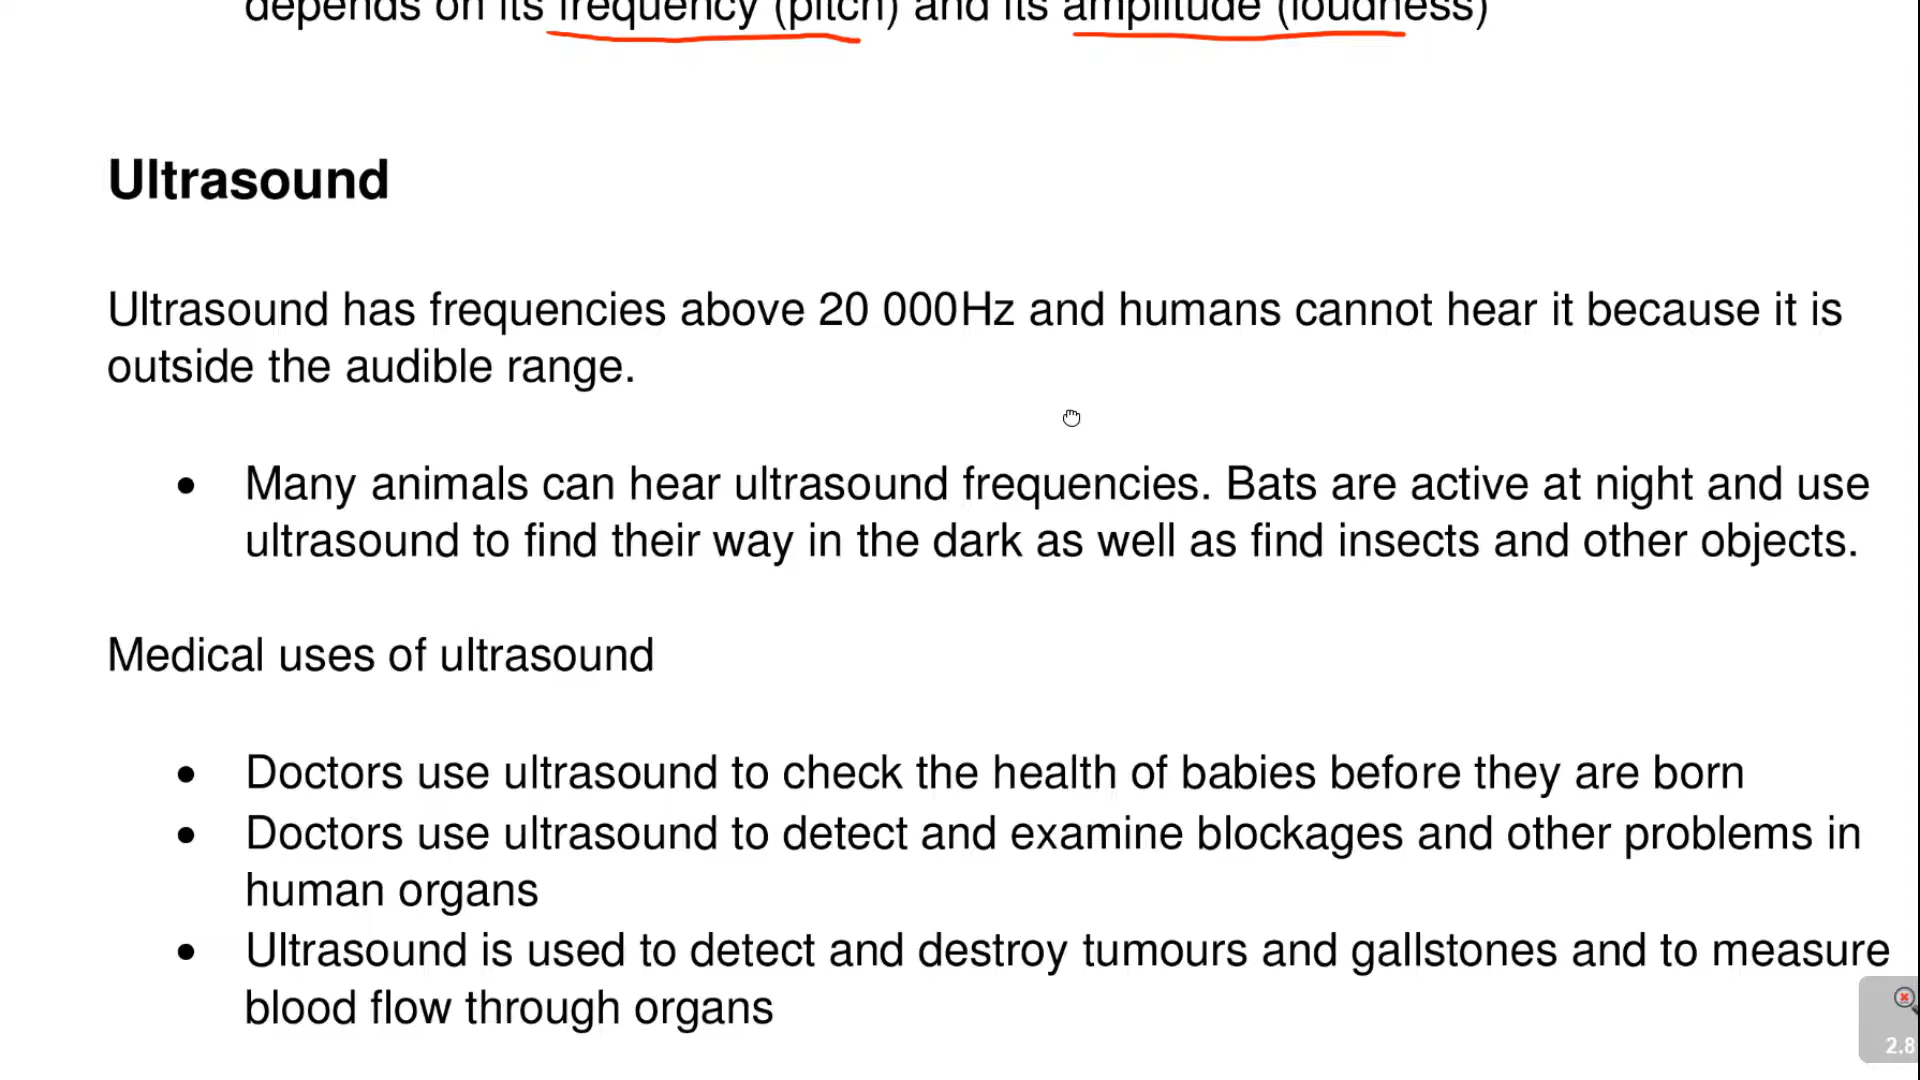 depends on its frequency (pitch) and its amplitude (loudness)
Ultrasound
Ultrasound has frequencies above 20 000Hz and humans cannot hear it because it is
outside the audible range.
• Many animals can hear ultrasound frequencies. Bats are active at night and use
ultrasound to find their way in the dark as well as find insects and other objects.
Medical uses of ultrasound
• Doctors use ultrasound to check the health of babies before they are born
• Doctors use ultrasound to detect and examine blockages and other problems in
human organs
• Ultrasound is used to detect and destroy tumours and gallstones and to measure
blood flow through organs
2.8